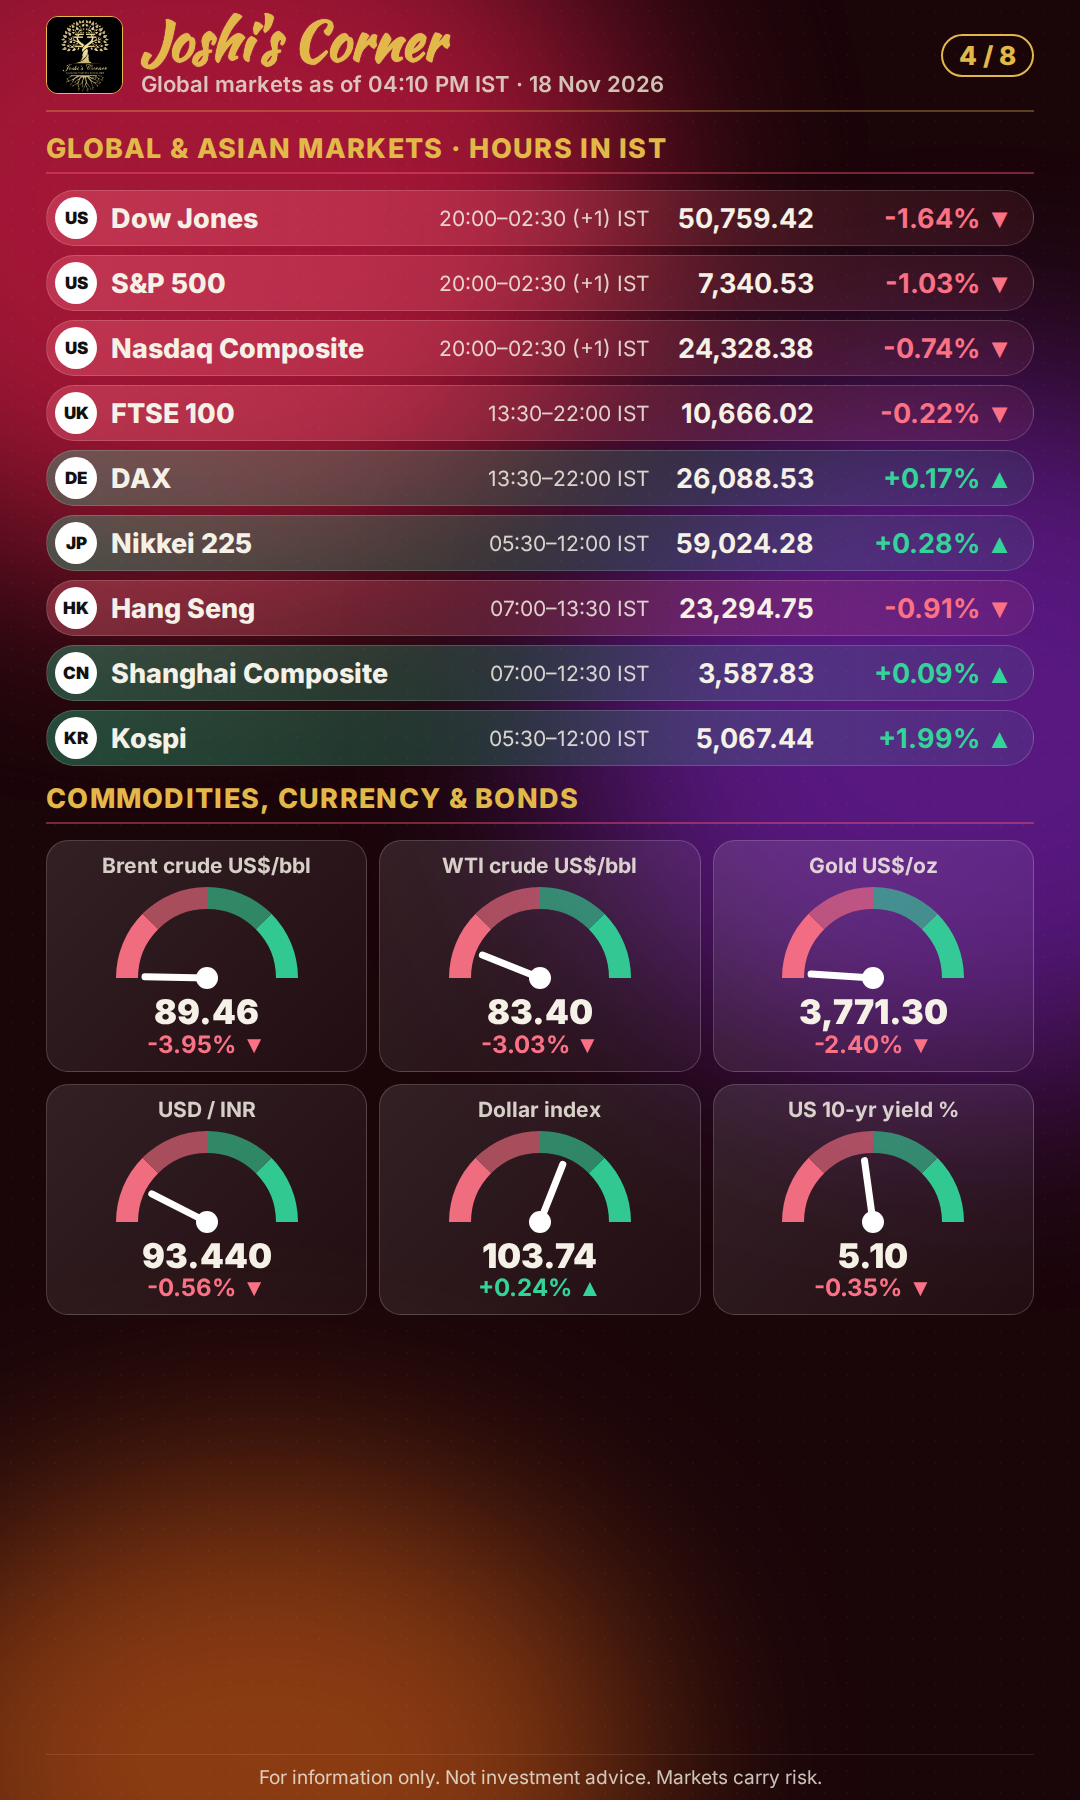 Joshi's Corner
Joshi's Corner
Global markets as of 04:10 PM IST · 18 Nov 2026
4 / 8
GLOBAL & ASIAN MARKETS · HOURS IN IST
US Dow Jones 20:00–02:30 (+1) IST 50,759.42 -1.64% ▼
US S&P 500 20:00–02:30 (+1) IST 7,340.53 -1.03% ▼
US Nasdaq Composite 20:00–02:30 (+1) IST 24,328.38 -0.74% ▼
UK FTSE 100 13:30–22:00 IST 10,666.02 -0.22% ▼
DE DAX 13:30–22:00 IST 26,088.53 +0.17% ▲
JP Nikkei 225 05:30–12:00 IST 59,024.28 +0.28% ▲
HK Hang Seng 07:00–13:30 IST 23,294.75 -0.91% ▼
CN Shanghai Composite 07:00–12:30 IST 3,587.83 +0.09% ▲
KR Kospi 05:30–12:00 IST 5,067.44 +1.99% ▲
COMMODITIES, CURRENCY & BONDS
Brent crude US$/bbl WTI crude US$/bbl Gold US$/oz
89.46 83.40 3,771.30
-3.95% ▼ -3.03% ▼ -2.40% ▼
USD / INR Dollar index US 10-yr yield %
93.440 103.74 5.10
-0.56% ▼ +0.24% ▲ -0.35% ▼
For information only. Not investment advice. Markets carry risk.